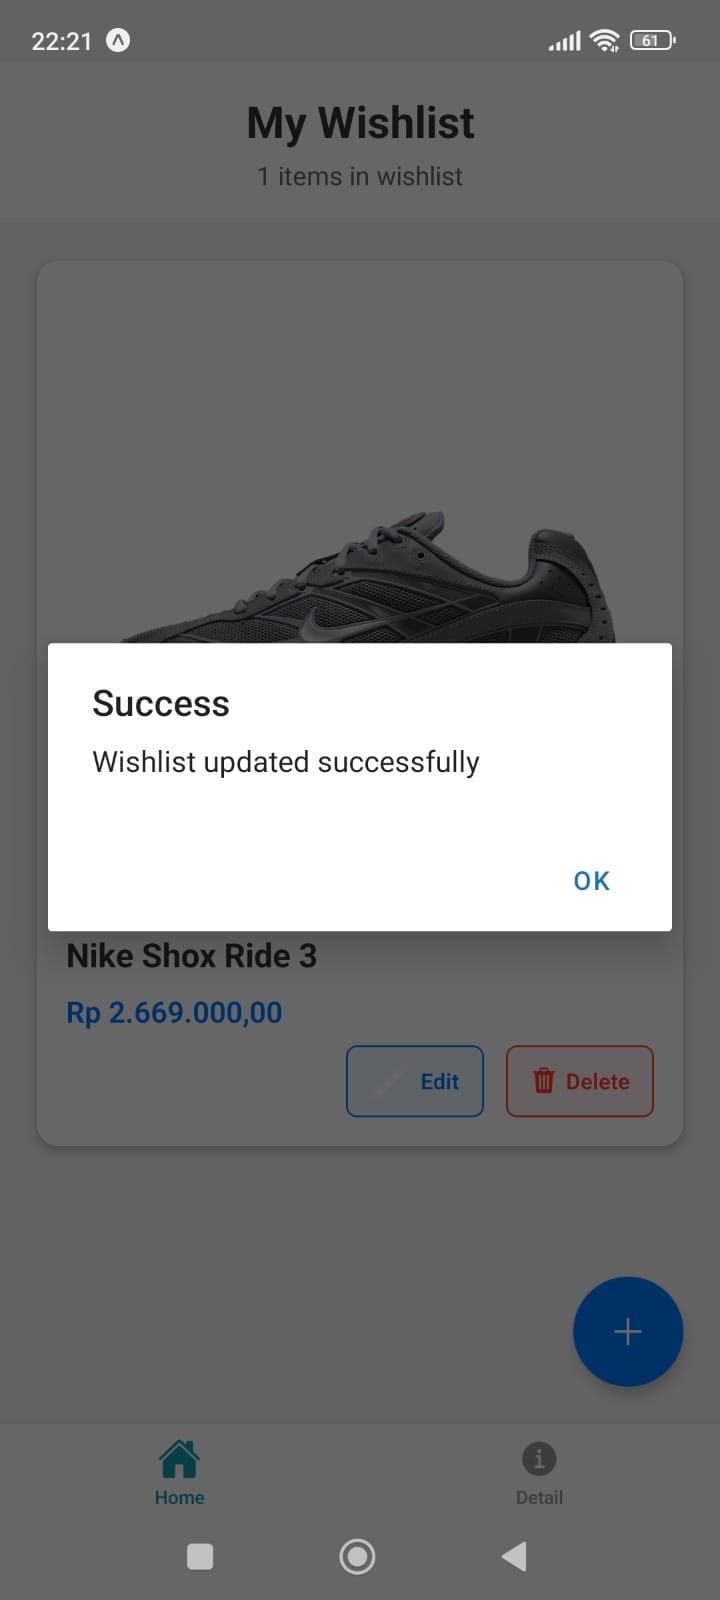 22:21
61
My Wishlist
1 items in wishlist
Success
Wishlist updated successfully
OK
Nike Shox Ride 3
Rp 2.669.000,00
Edit
Delete
Home
Detail